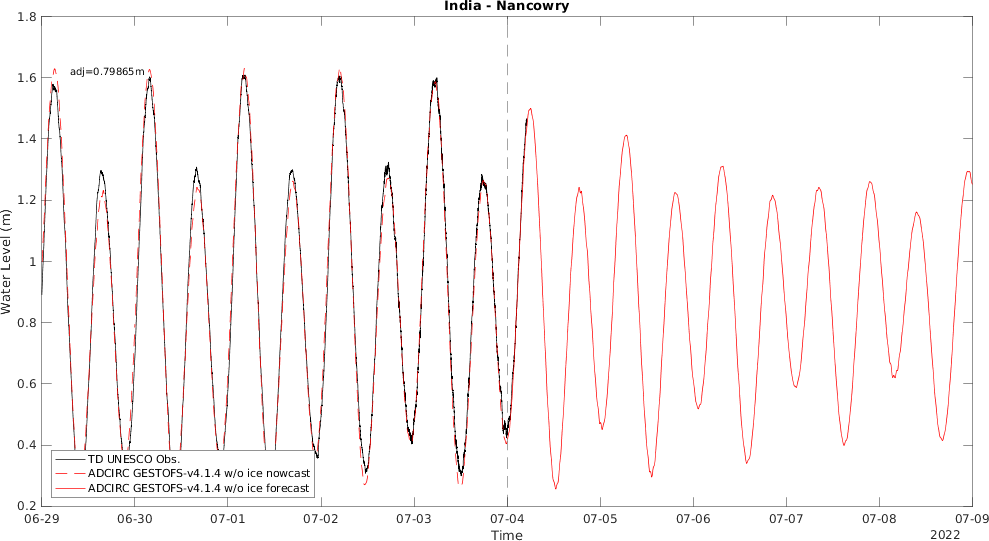 India - Nancowry
1.8
1.6
1.4
1.2
1
0.8
0.6
0.4
0.2
Water Level (m)
adj=0.79865m
TD UNESCO Obs.
ADCIRC GESTOFS-v4.1.4 w/o ice nowcast
ADCIRC GESTOFS-v4.1.4 w/o ice forecast
06-29 06-30 07-01 07-02 07-03 07-04 07-05 07-06 07-07 07-08 07-09
Time
2022